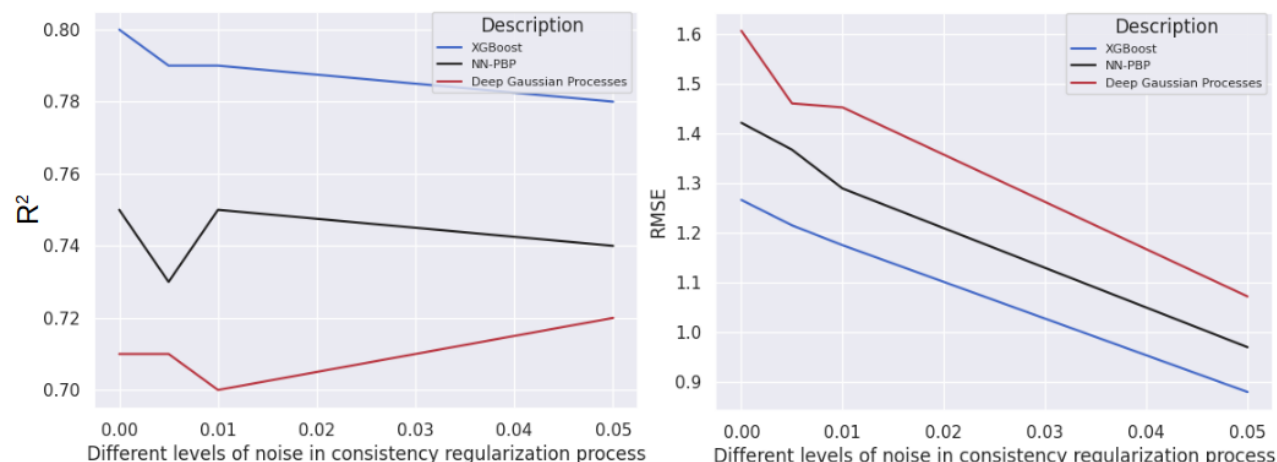 Description
XGBoost
NN-PBP
Deep Gaussian Processes
0.80
0.78
0.76
0.74
0.72
0.70
R²
0.00 0.01 0.02 0.03 0.04 0.05
Different levels of noise in consistency regularization process
Description
XGBoost
NN-PBP
Deep Gaussian Processes
1.6
1.5
1.4
1.3
1.2
1.1
1.0
0.9
RMSE
0.00 0.01 0.02 0.03 0.04 0.05
Different levels of noise in consistency regularization process